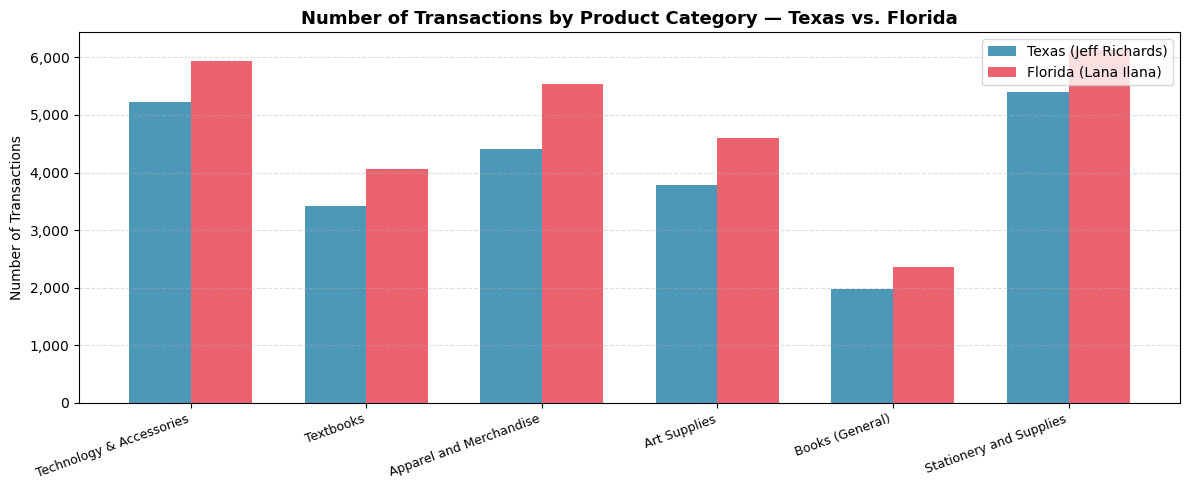 Number of Transactions by Product Category — Texas vs. Florida
Texas (Jeff Richards)
Florida (Lana Ilana)
Number of Transactions
6,000
5,000
4,000
3,000
2,000
1,000
0
Technology & Accessories
Textbooks
Apparel and Merchandise
Art Supplies
Books (General)
Stationery and Supplies